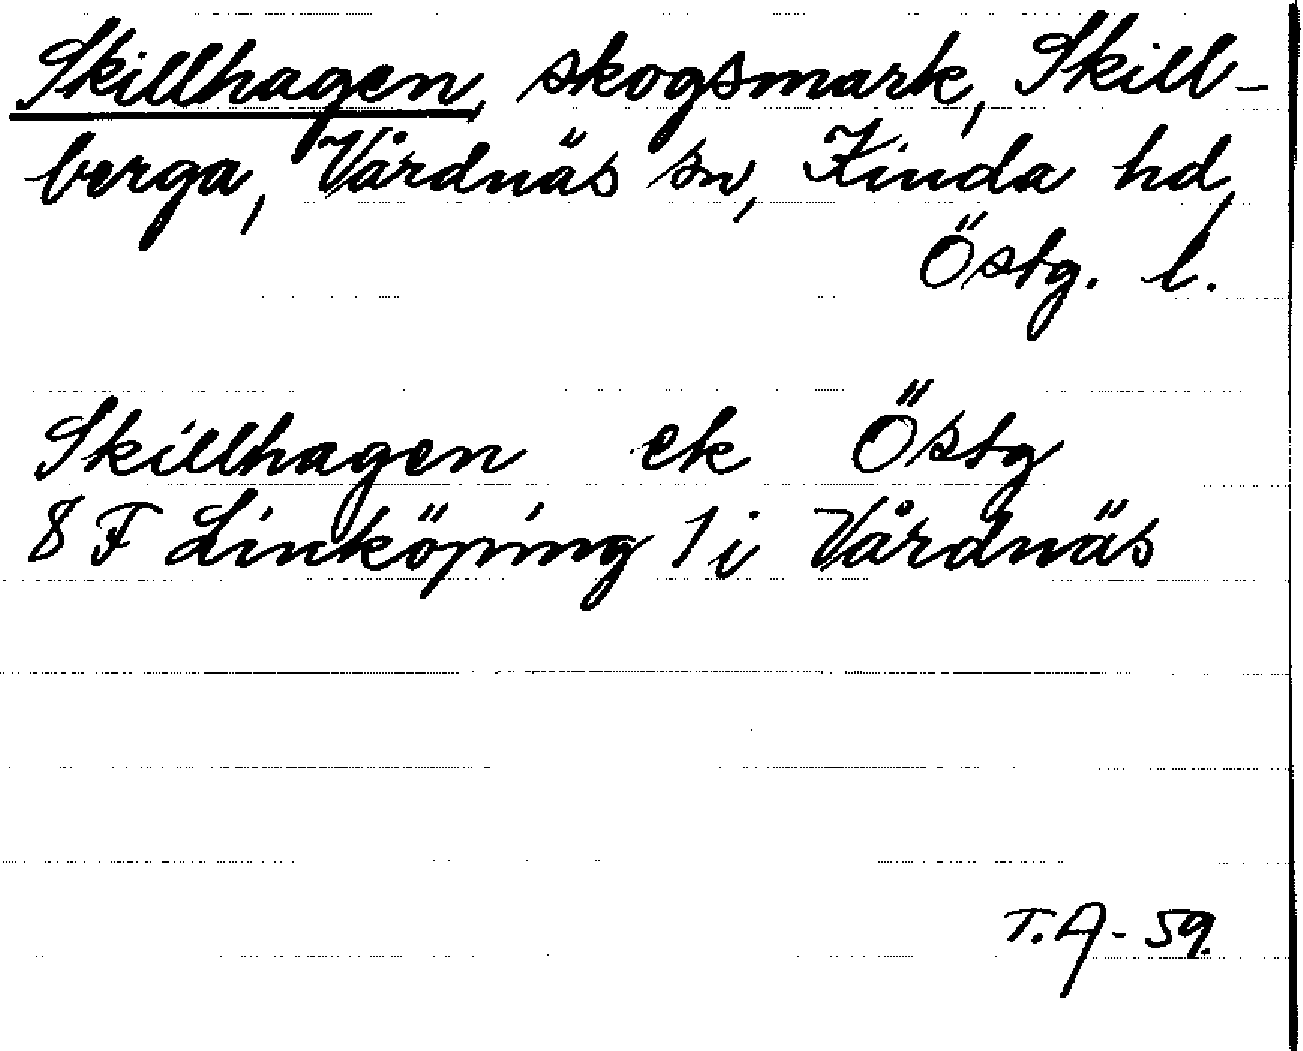 Skillhagen, skogsmark, Skill-
berga, Vårdnäs sn, Kinda hd,
Östg. l.
Skillhagen ek Östg
8 F Linköping 1 i Vårdnäs
T.A-59.